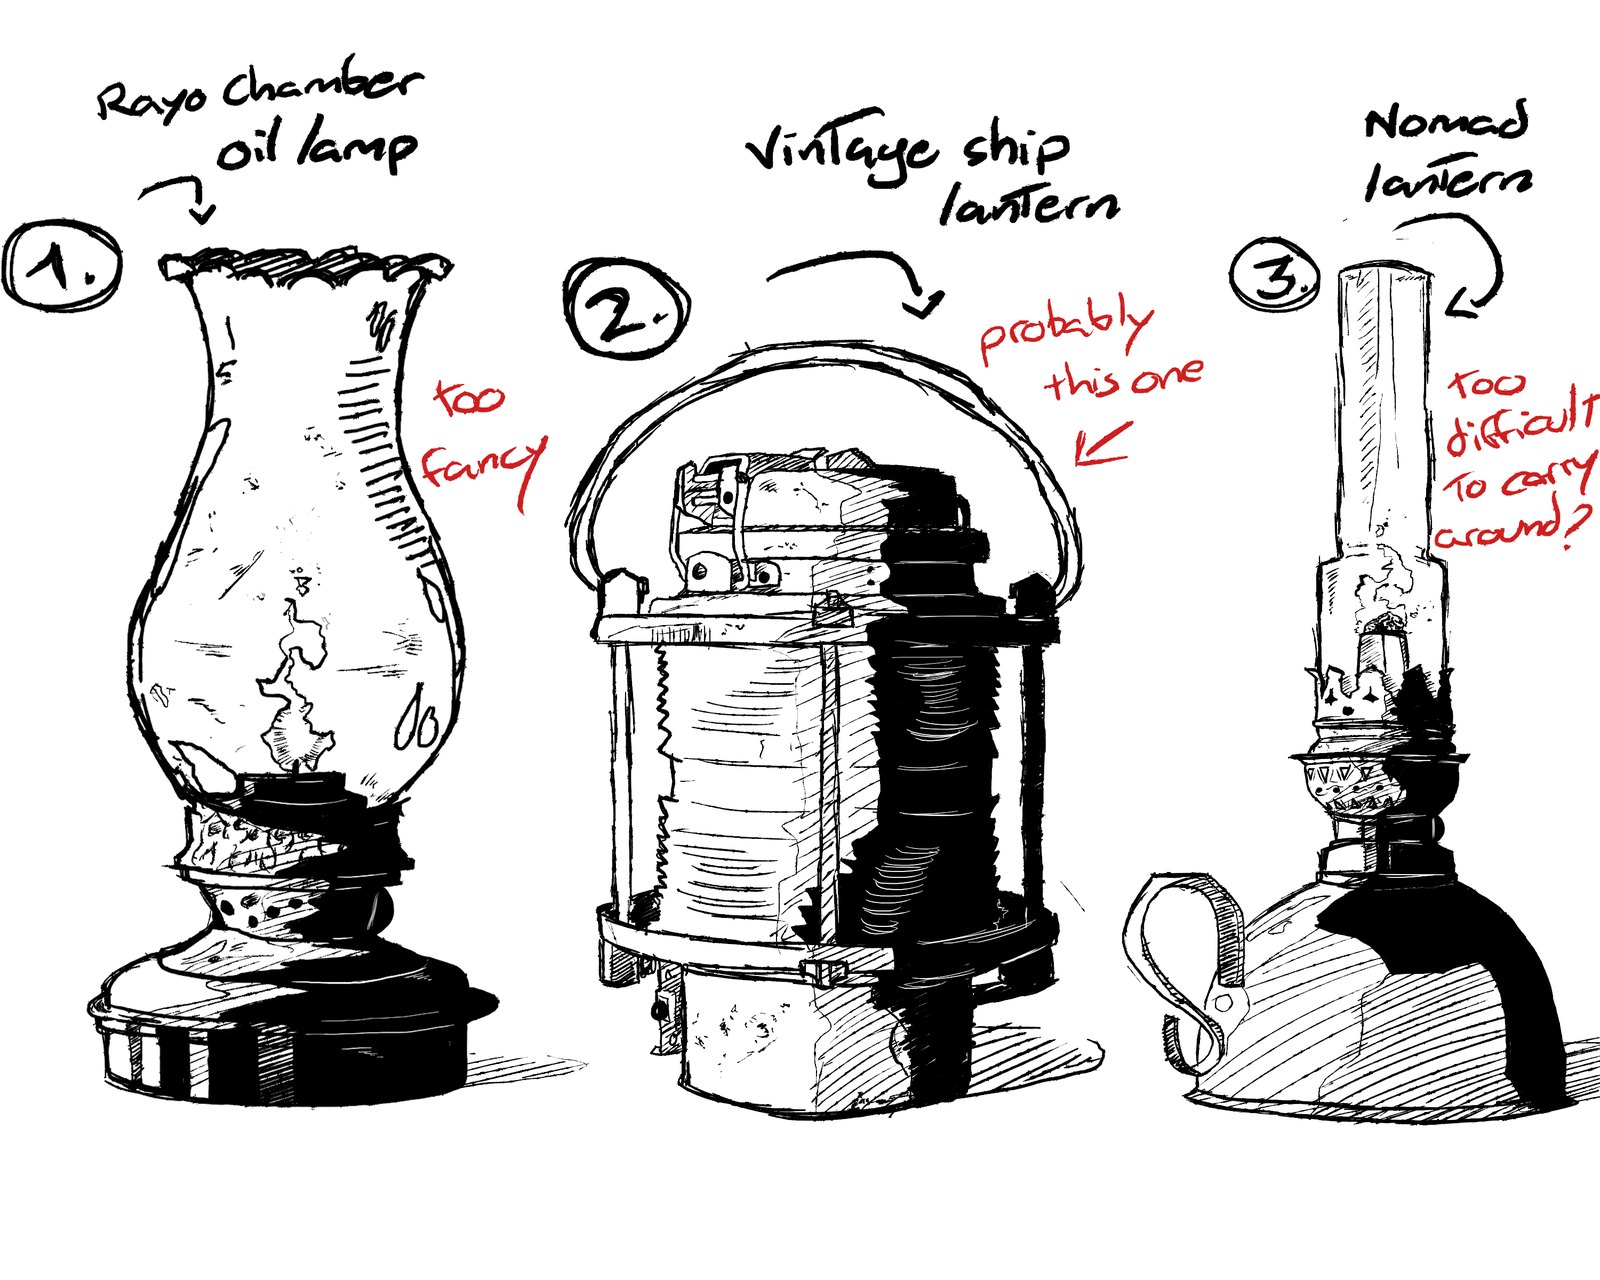 Rayo Chamber
oil lamp
1.
too
fancy
Vintage ship
lantern
2.
probably
this one
Nomad
lantern
3.
too
difficult
to carry
around?